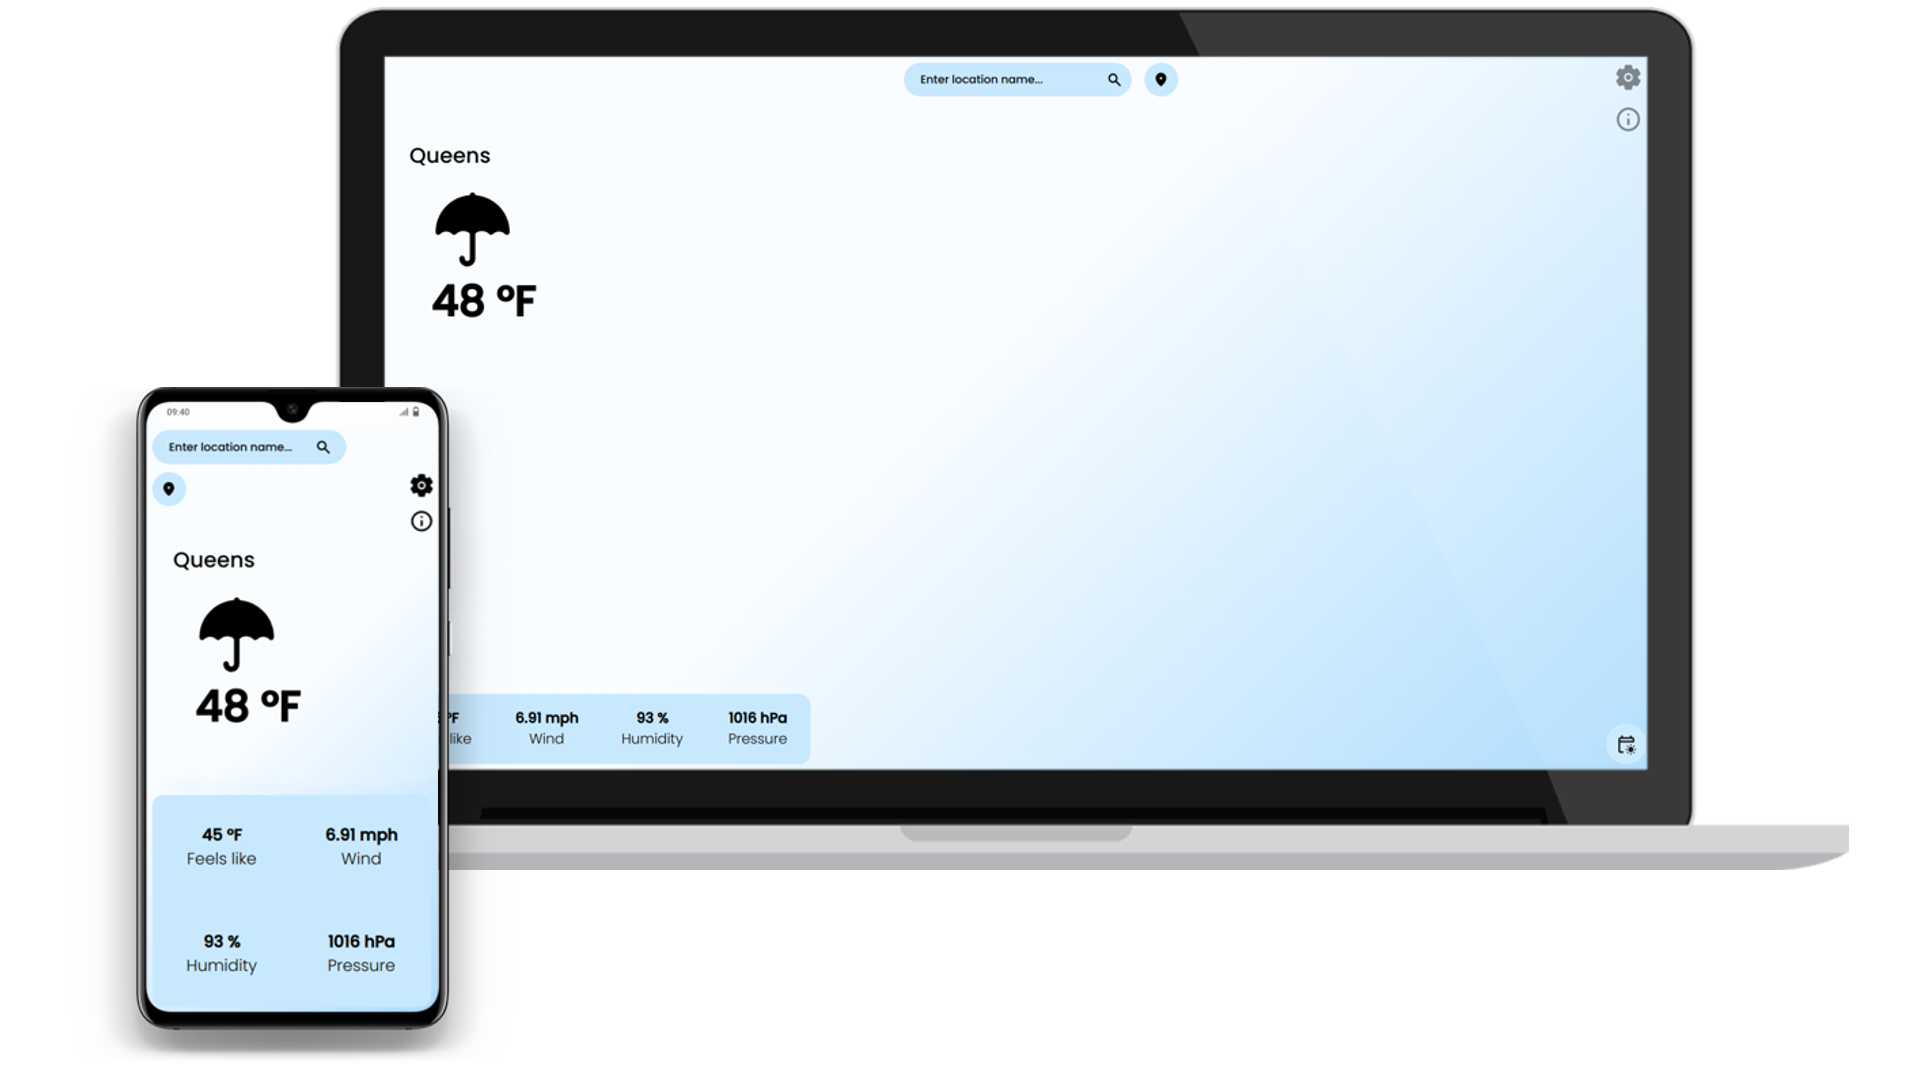 Enter location name...
Queens
48 ºF
ºF
like
6.91 mph
Wind
93 %
Humidity
1016 hPa
Pressure
09:40
Enter location name...
Queens
48 ºF
45 ºF
Feels like
6.91 mph
Wind
93 %
Humidity
1016 hPa
Pressure